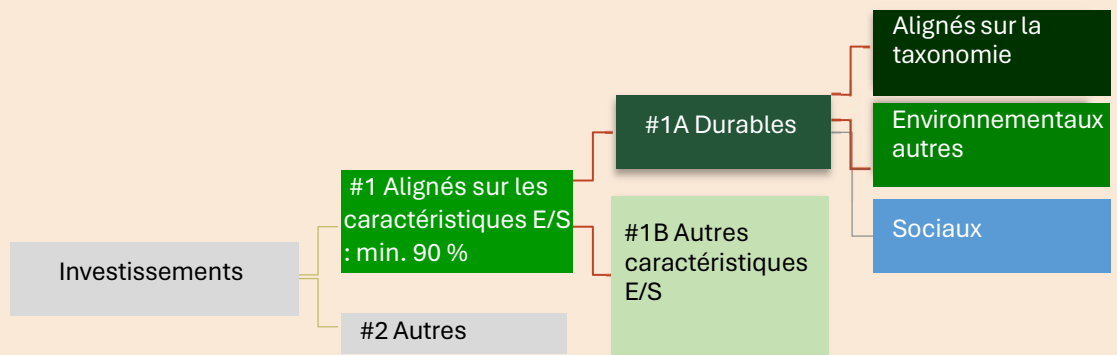 Investissements
#1 Alignés sur les
caractéristiques E/S
: min. 90 %
#2 Autres
#1A Durables
#1B Autres
caractéristiques
E/S
Alignés sur la
taxonomie
Environnementaux
autres
Sociaux